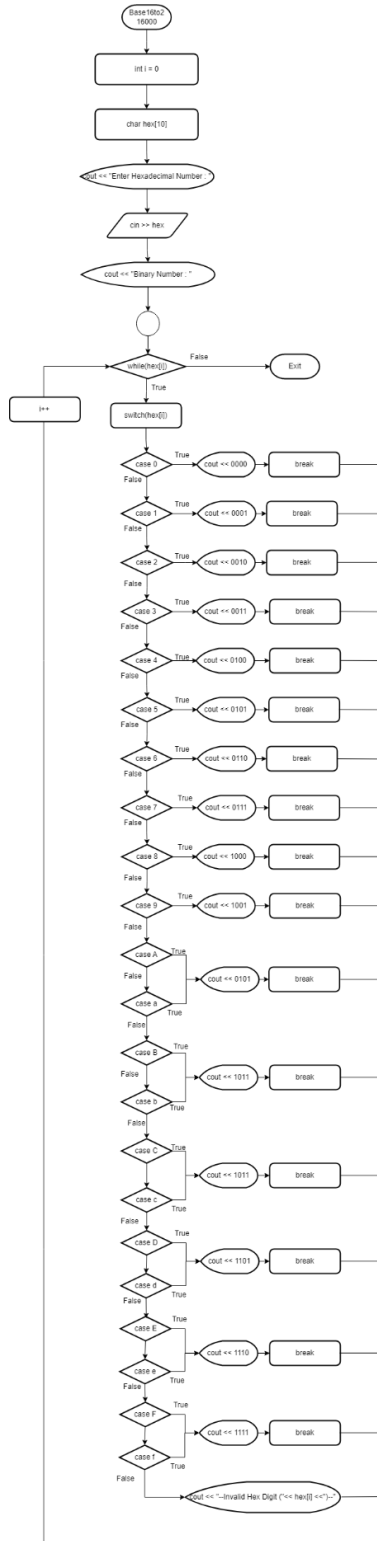 Base16to2
16000
int i = 0
char hex[10]
cout << "Enter Hexadecimal Number : "
cin >> hex
cout << "Binary Number : "
while(hex[i])
False
Exit
True
i++
switch(hex[i])
case 0
True
cout << 0000
break
False
case 1
True
cout << 0001
break
False
case 2
True
cout << 0010
break
False
case 3
True
cout << 0011
break
False
case 4
True
cout << 0100
break
False
case 5
True
cout << 0101
break
False
case 6
True
cout << 0110
break
False
case 7
True
cout << 0111
break
False
case 8
True
cout << 1000
break
False
case 9
True
cout << 1001
break
False
case A
True
False
cout << 0101
break
case a
True
False
case B
True
False
cout << 1011
break
case b
True
False
case C
True
False
cout << 1011
break
case c
True
False
case D
True
cout << 1101
break
case d
True
False
case E
True
cout << 1110
break
case e
True
False
case F
True
cout << 1111
break
case f
True
False
cout << "--Invalid Hex Digit ("<< hex[i] <<")--"